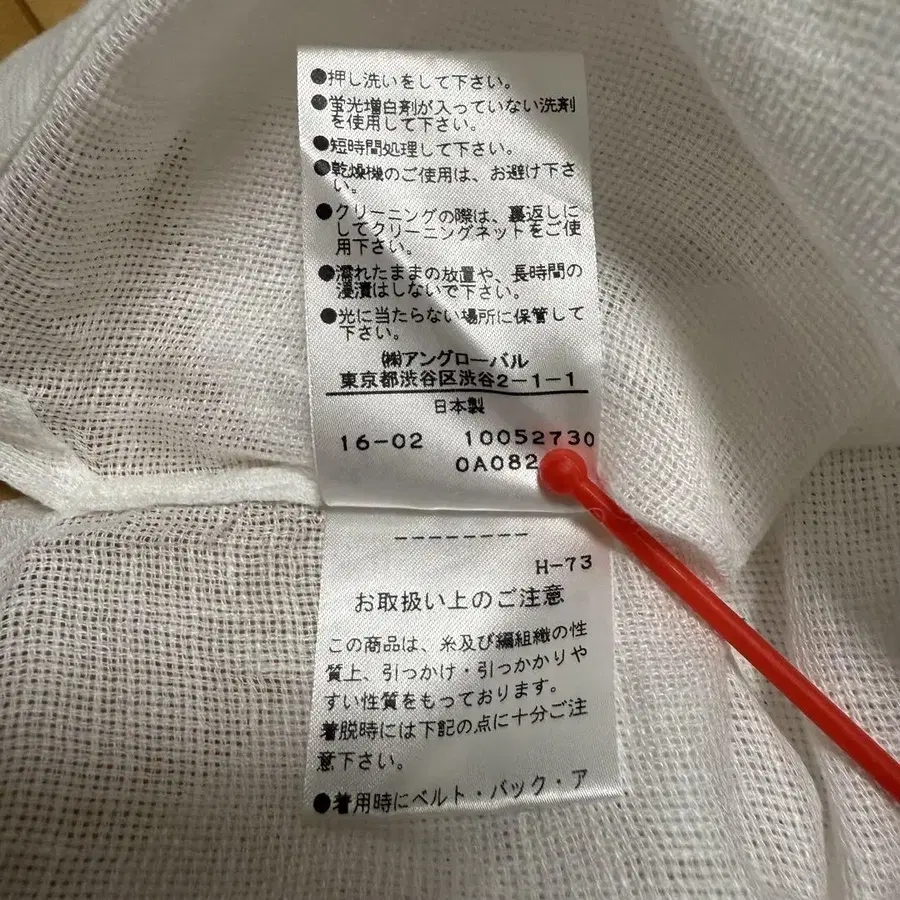 ●押し洗いをして下さい。
●蛍光増白剤が入っていない洗剤
を使用して下さい。
●短時間処理して下さい。
●乾燥機のご使用は、お避け下さ
い。
●クリーニングの際は、裏返しに
してクリーニングネットをご使
用下さい。
●濡れたままの放置や、長時間の
浸漬はしないで下さい。
●光に当たらない場所に保管して
下さい。
㈱アングローバル
東京都渋谷区渋谷2-1-1
日本製
16-02 10052730
0A082
--------
H-73
お取扱い上のご注意
この商品は、糸及び編組織の性
質上、引っかけ・引っかかりや
すい性質をもっております。
着脱時には下記の点に十分ご注
意下さい。
●着用時にベルト・バック・ア